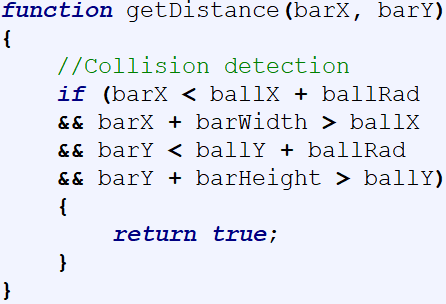 function getDistance(barX, barY)
{
    //Collision detection
    if (barX < ballX + ballRad
    && barX + barWidth > ballX
    && barY < ballY + ballRad
    && barY + barHeight > ballY)
    {
        return true;
    }
}